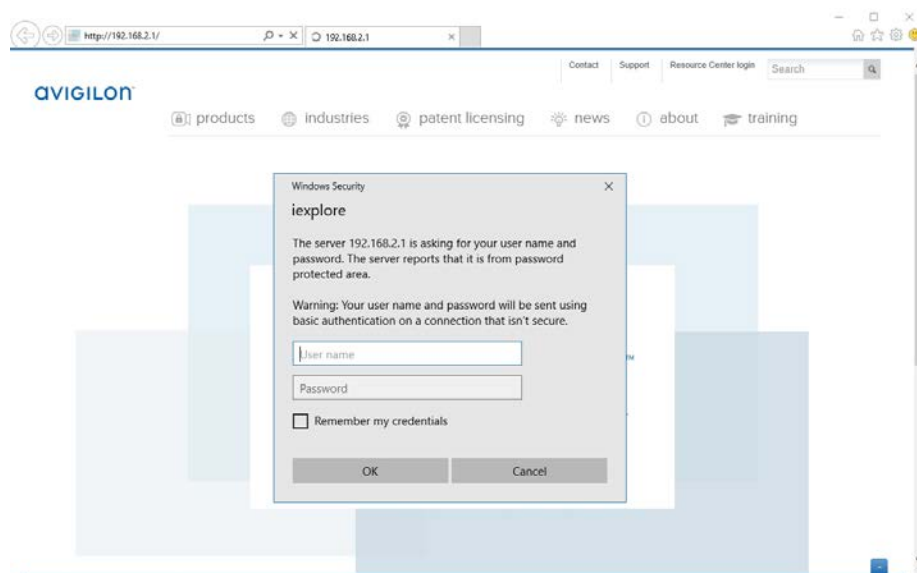 http://192.168.2.1/
192.168.2.1
Contact Support Resource Center login Search
AVIGILON
products industries patent licensing news about training
Windows Security
iexplore
The server 192.168.2.1 is asking for your user name and
password. The server reports that it is from password
protected area.
Warning: Your user name and password will be sent using
basic authentication on a connection that isn't secure.
User name
Password
Remember my credentials
OK Cancel
TM